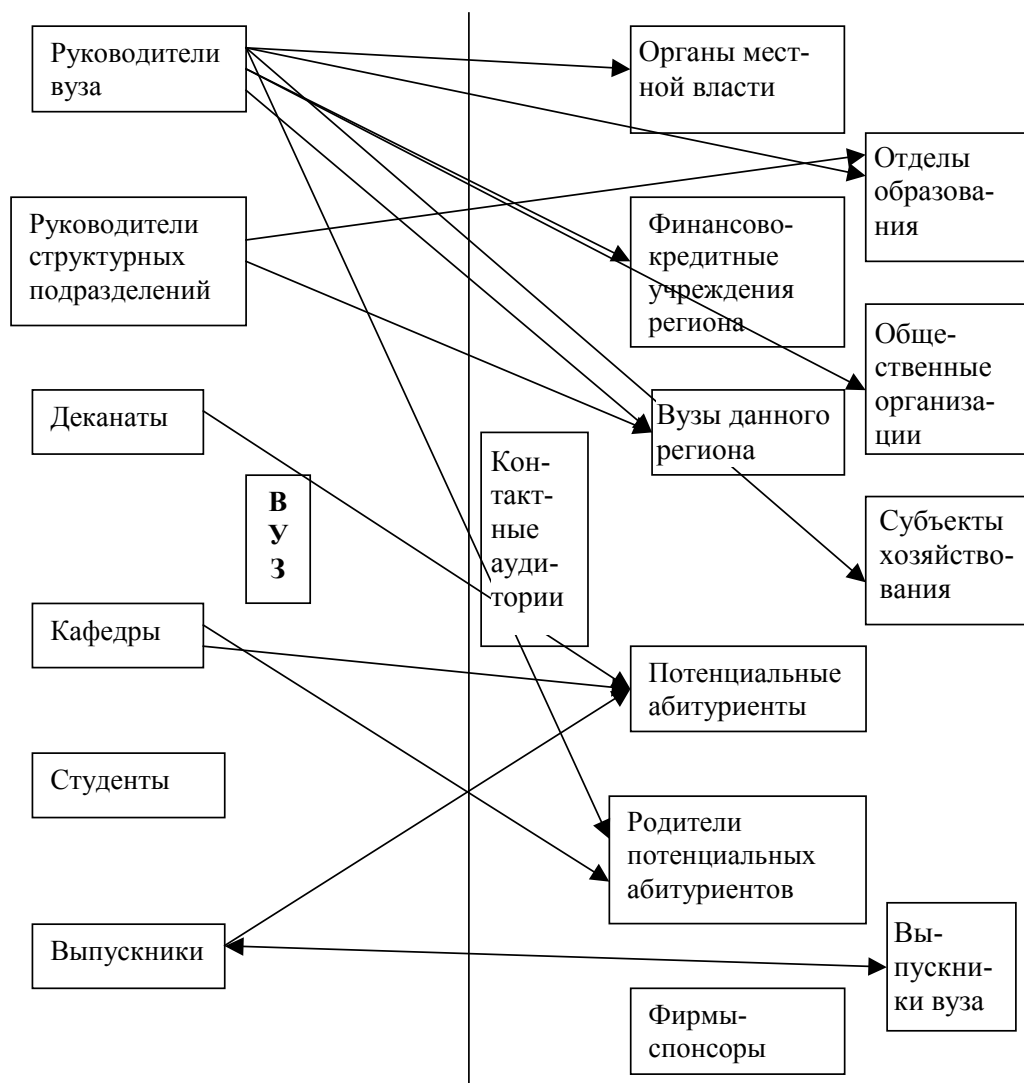 Руководители
вуза
Руководители
структурных
подразделений
Деканаты
В
У
З
Кафедры
Студенты
Выпускники
Кон-
такт-
ные
ауди-
тории
Органы мест-
ной власти
Отделы
образова-
ния
Финансово-
кредитные
учреждения
региона
Обще-
ственные
организа-
ции
Вузы данного
региона
Субъекты
хозяйство-
вания
Потенциальные
абитуриенты
Родители
потенциальных
абитуриентов
Вы-
пускни-
ки вуза
Фирмы-
спонсоры